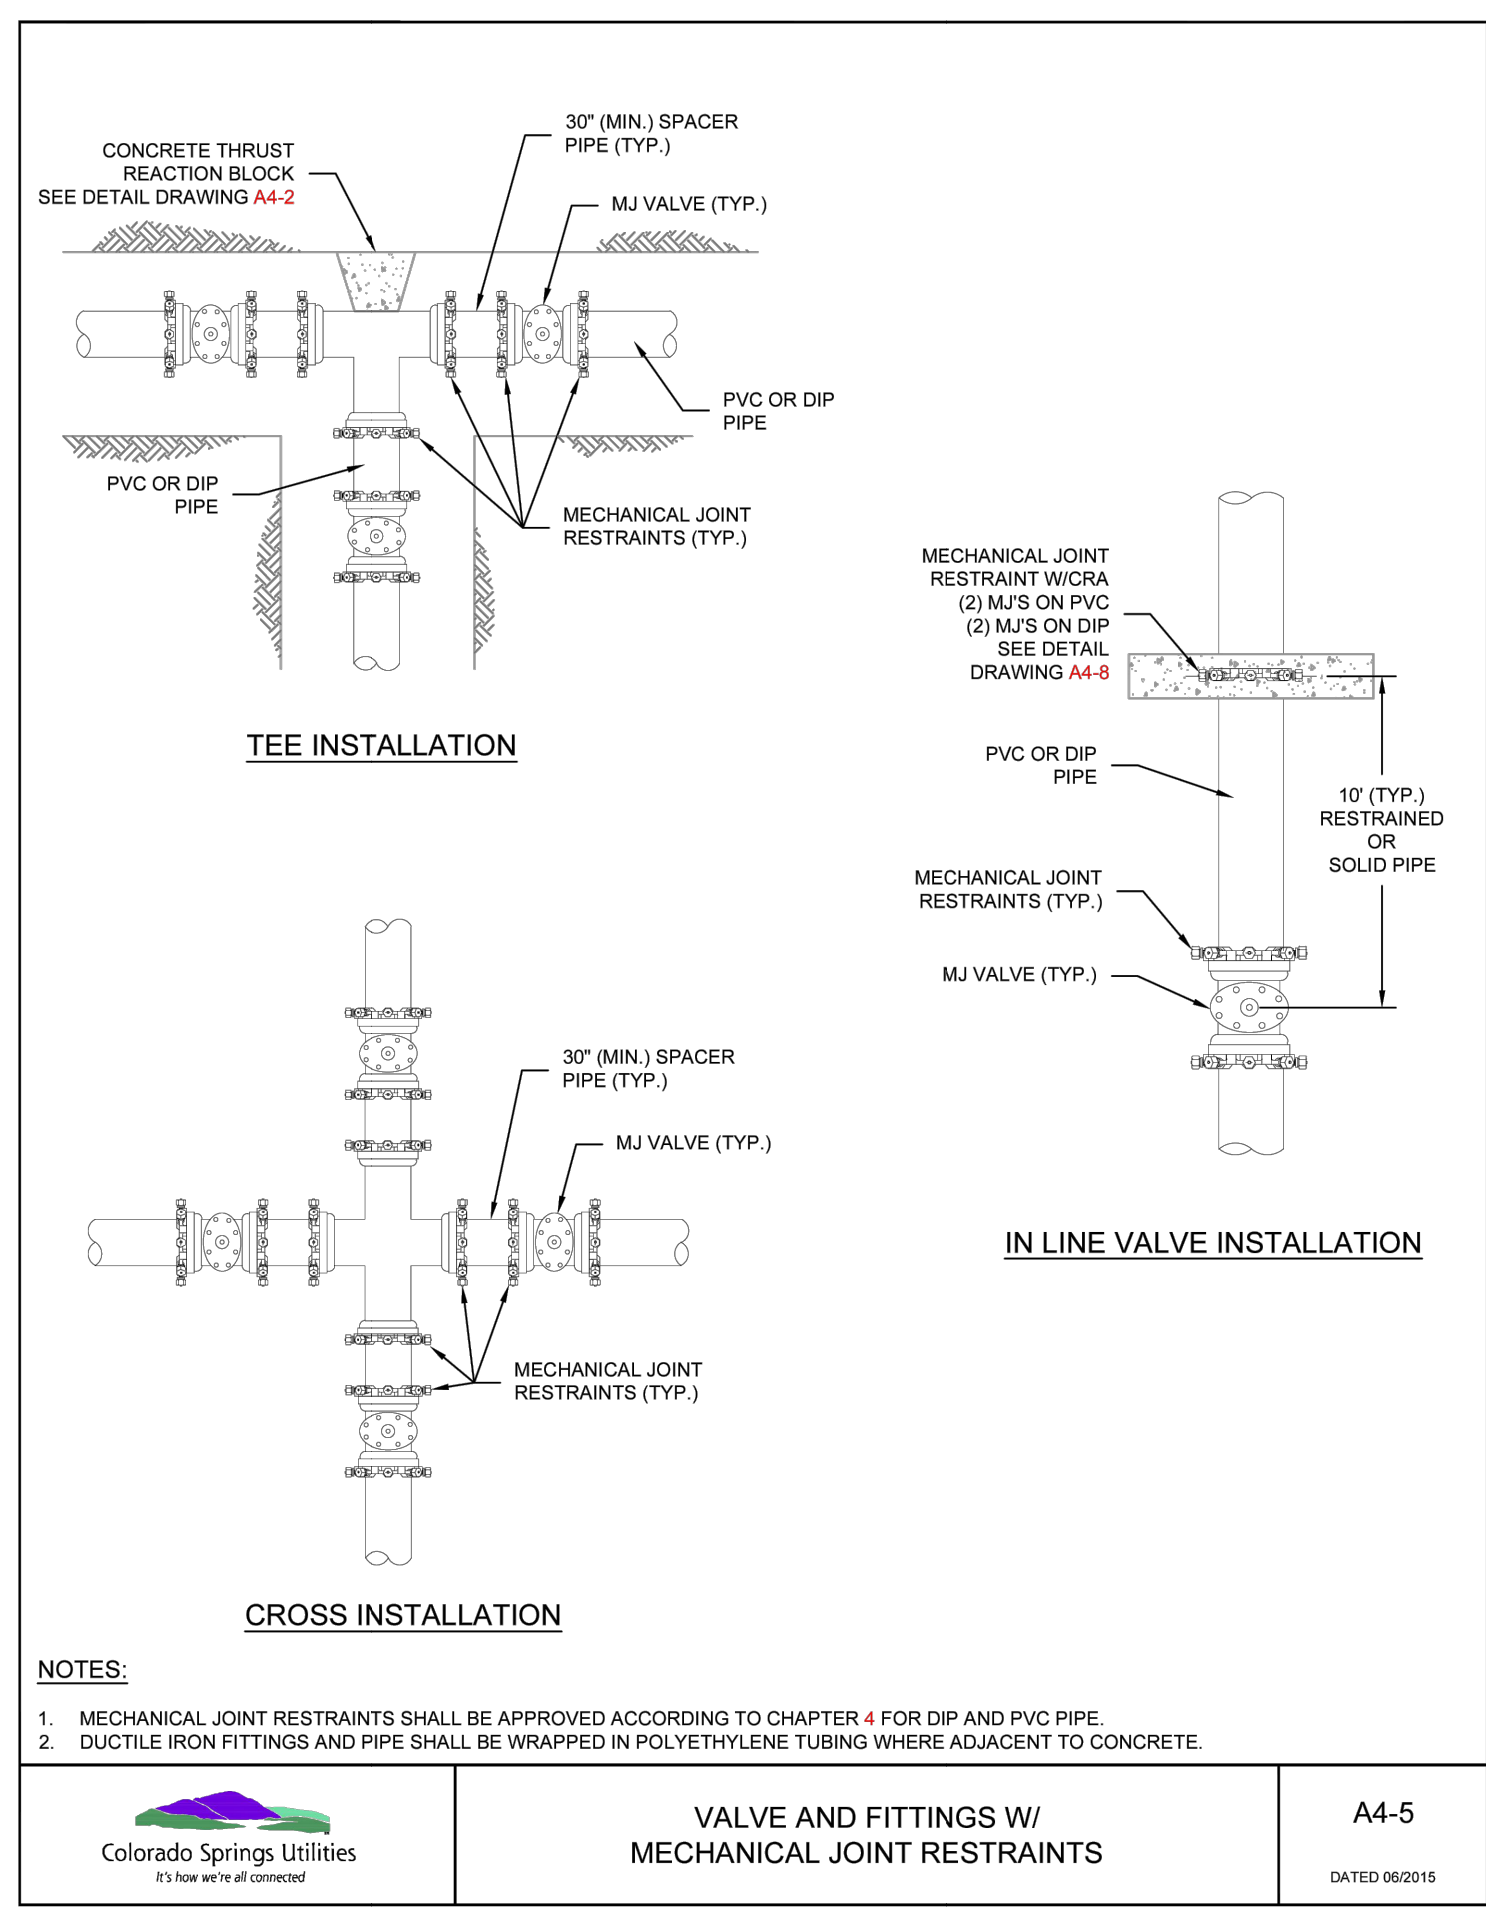 CONCRETE THRUST
REACTION BLOCK
SEE DETAIL DRAWING A4-2
30" (MIN.) SPACER
PIPE (TYP.)
MJ VALVE (TYP.)
PVC OR DIP
PIPE
PVC OR DIP
PIPE
MECHANICAL JOINT
RESTRAINTS (TYP.)
TEE INSTALLATION
MECHANICAL JOINT
RESTRAINT W/CRA
(2) MJ'S ON PVC
(2) MJ'S ON DIP
SEE DETAIL
DRAWING A4-8
PVC OR DIP
PIPE
10' (TYP.)
RESTRAINED
OR
SOLID PIPE
MECHANICAL JOINT
RESTRAINTS (TYP.)
MJ VALVE (TYP.)
IN LINE VALVE INSTALLATION
30" (MIN.) SPACER
PIPE (TYP.)
MJ VALVE (TYP.)
MECHANICAL JOINT
RESTRAINTS (TYP.)
CROSS INSTALLATION
NOTES:
1. MECHANICAL JOINT RESTRAINTS SHALL BE APPROVED ACCORDING TO CHAPTER 4 FOR DIP AND PVC PIPE.
2. DUCTILE IRON FITTINGS AND PIPE SHALL BE WRAPPED IN POLYETHYLENE TUBING WHERE ADJACENT TO CONCRETE.
Colorado Springs Utilities
It's how we're all connected
VALVE AND FITTINGS W/
MECHANICAL JOINT RESTRAINTS
A4-5
DATED 06/2015